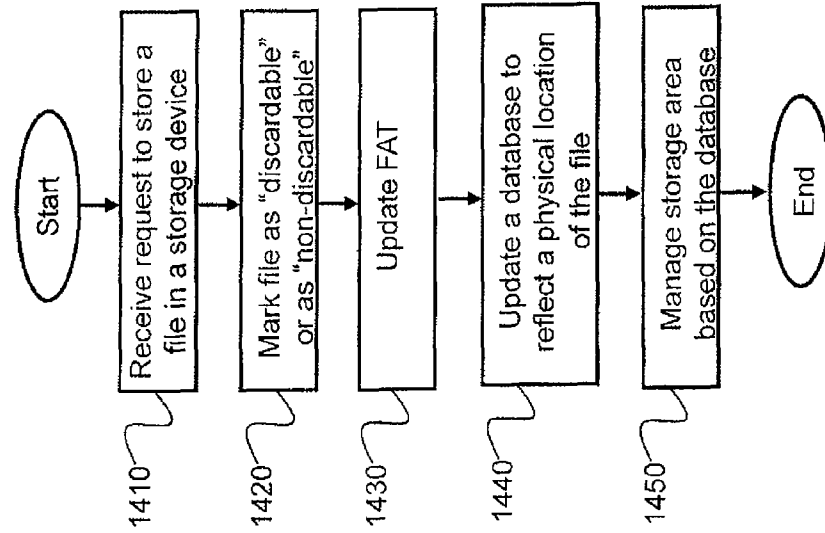 Start
1410
Receive request to store a
file in a storage device
1420
Mark file as "discardable"
or as "non-discardable"
1430
Update FAT
1440
Update a database to
reflect a physical location
of the file
1450
Manage storage area
based on the database
End